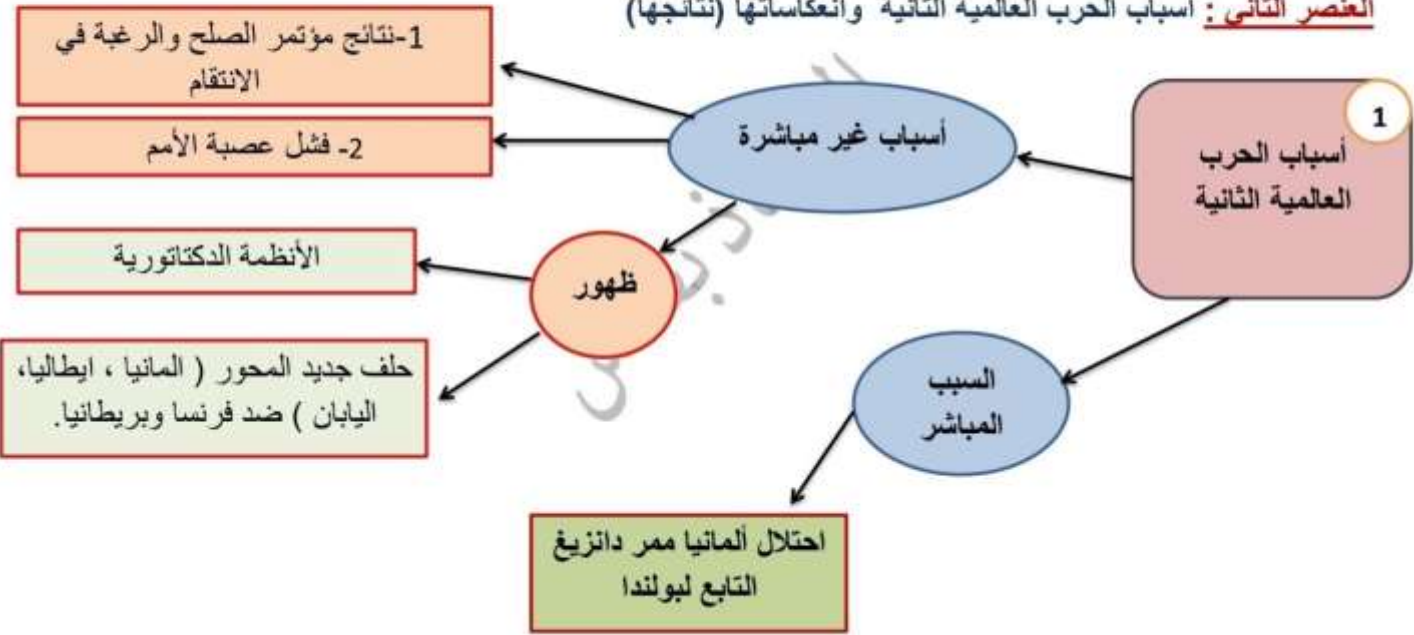 العنصر الثاني : أسباب الحرب العالمية الثانية وانعكاساتها (نتائجها)
1
أسباب الحرب
العالمية الثانية
أسباب غير مباشرة
1-نتائج مؤتمر الصلح والرغبة في
الانتقام
2- فشل عصبة الأمم
ظهور
الأنظمة الدكتاتورية
حلف جديد المحور ( المانيا ، ايطاليا،
اليابان ) ضد فرنسا وبريطانيا.
السبب
المباشر
احتلال ألمانيا ممر دانزيغ
التابع لبولندا